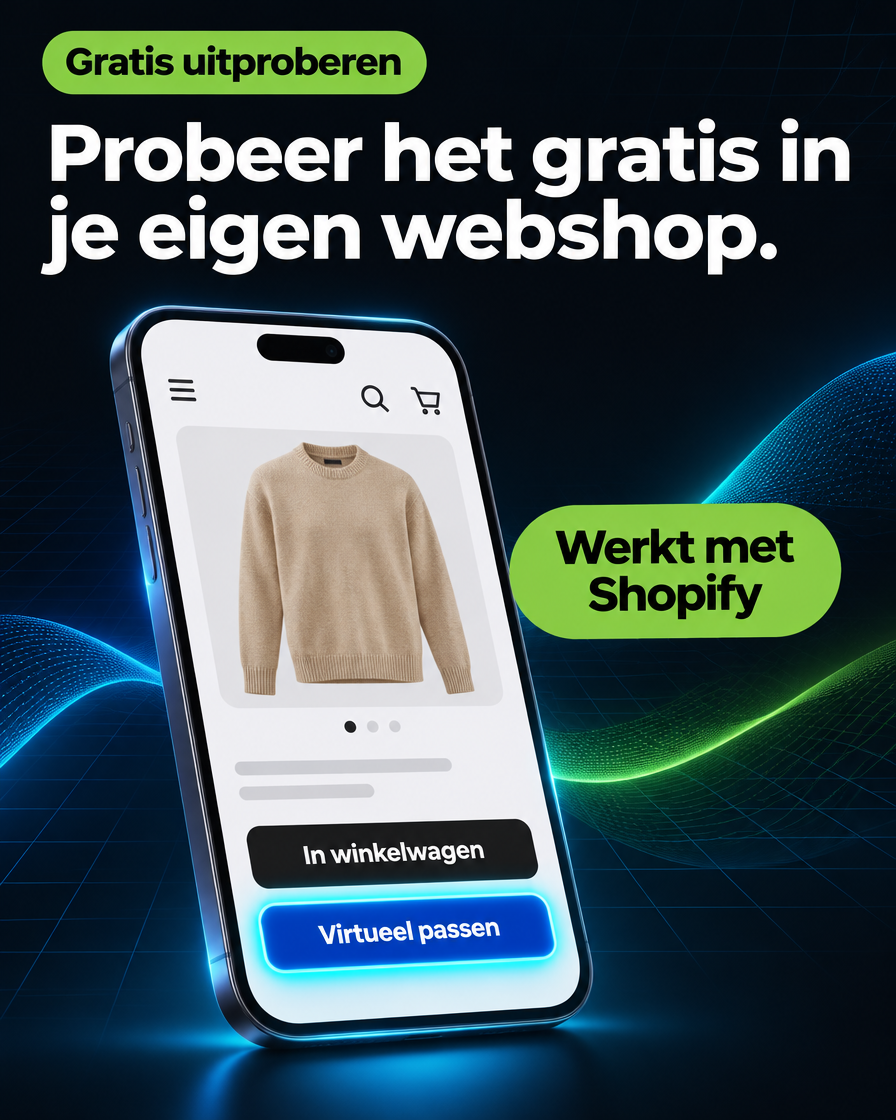 Gratis uitproberen
Probeer het gratis in
je eigen webshop.
Werkt met
Shopify
In winkelwagen
Virtueel passen